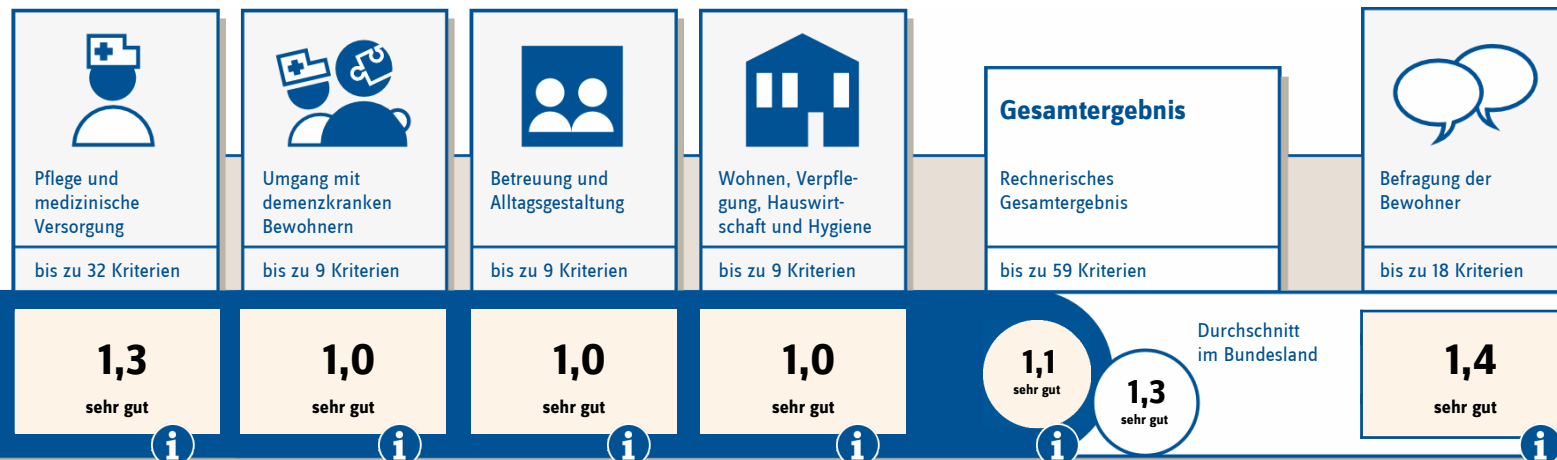 Pflege und
medizinische
Versorgung
bis zu 32 Kriterien
1,3
sehr gut
i
Umgang mit
demenzkranken
Bewohnern
bis zu 9 Kriterien
1,0
sehr gut
i
Betreuung und
Alltagsgestaltung
bis zu 9 Kriterien
1,0
sehr gut
i
Wohnen, Verpfle-
gung, Hauswirt-
schaft und Hygiene
bis zu 9 Kriterien
1,0
sehr gut
i
Gesamtergebnis
Rechnerisches
Gesamtergebnis
bis zu 59 Kriterien
1,1
sehr gut
i
Durchschnitt
im Bundesland
1,3
sehr gut
Befragung der
Bewohner
bis zu 18 Kriterien
1,4
sehr gut
i